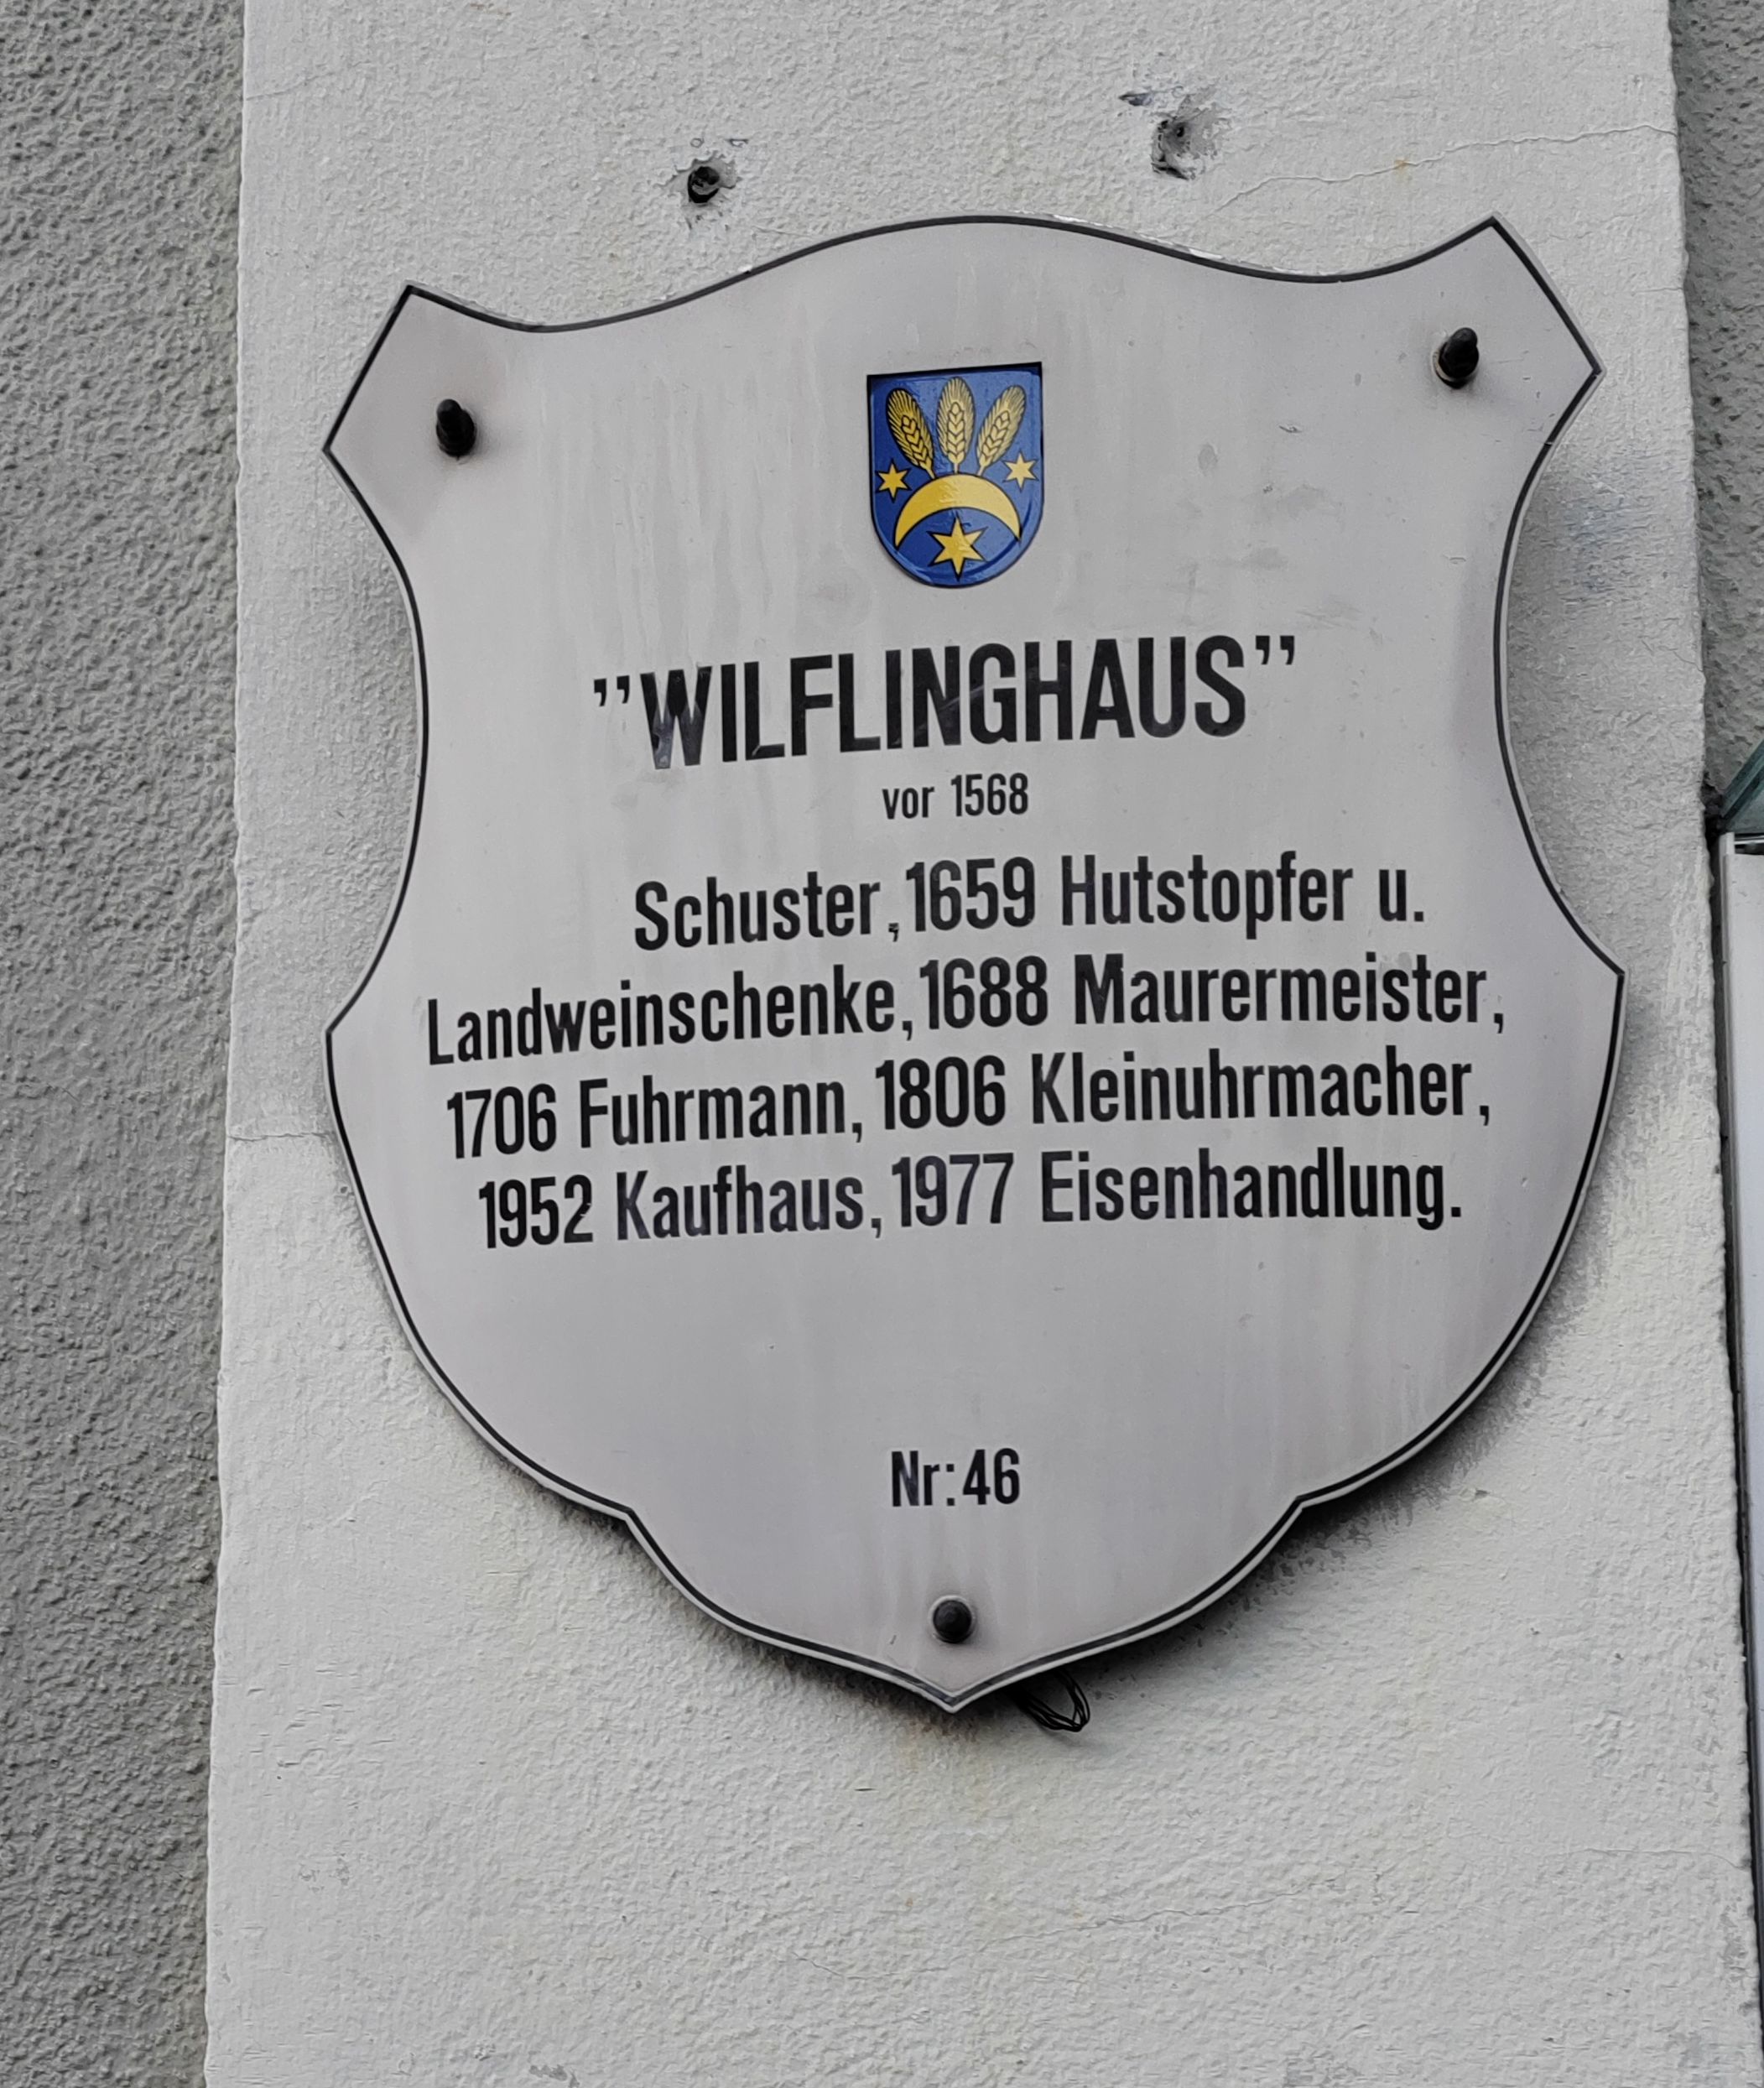 ”WILFLINGHAUS”
vor 1568
Schuster, 1659 Hutstopfer u.
Landweinschenke, 1688 Maurermeister,
1706 Fuhrmann, 1806 Kleinuhrmacher,
1952 Kaufhaus, 1977 Eisenhandlung.
Nr: 46